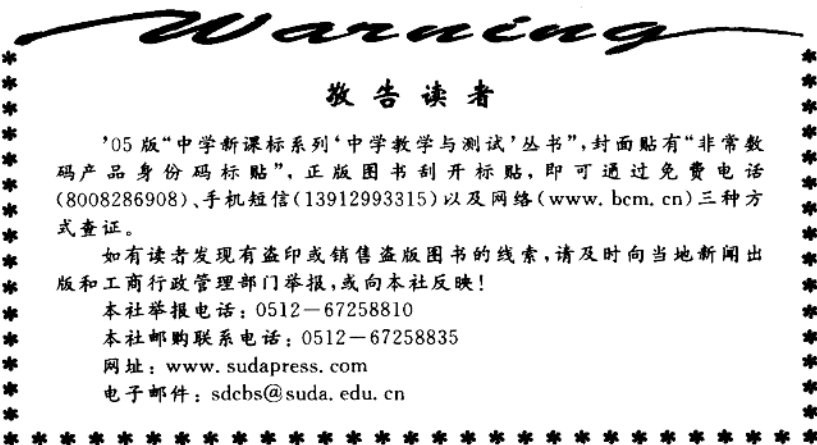 Warning
敬告读者
'05版“中学新课标系列‘中学教学与测试’丛书”,封面贴有“非常数
码产品身份码标贴”,正版图书刮开标贴,即可通过免费电话
(8008286908)、手机短信(13912993315)以及网络(www.bcm.cn)三种方
式查证。
如有读者发现有盗印或销售盗版图书的线索,请及时向当地新闻出
版和工商行政管理部门举报,或向本社反映!
本社举报电话:0512-67258810
本社邮购联系电话:0512-67258835
网址:www.sudapress.com
电子邮件:sdcbs@suda.edu.cn